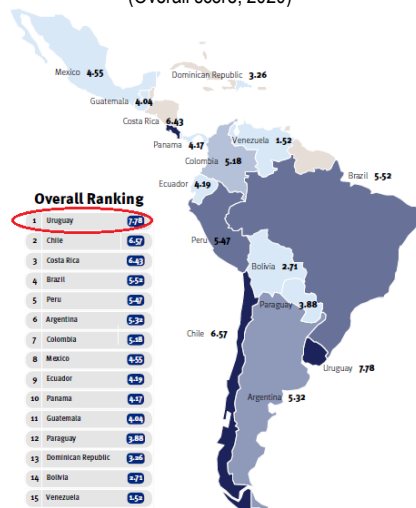 (Overall score, 2020)
Mexico 4.55
Dominican Republic 3.26
Guatemala 4.04
Costa Rica 6.43
Panama 4.17
Venezuela 1.52
Colombia 5.18
Ecuador 4.19
Brazil 5.52
Peru 5.47
Bolivia 2.71
Paraguay 3.88
Chile 6.57
Uruguay 7.78
Argentina 5.32
Overall Ranking
1 Uruguay 7.78
2 Chile 6.57
3 Costa Rica 6.43
4 Brazil 5.52
5 Peru 5.47
6 Argentina 5.32
7 Colombia 5.18
8 Mexico 4.55
9 Ecuador 4.19
10 Panama 4.17
11 Guatemala 4.04
12 Paraguay 3.88
13 Dominican Republic 3.26
14 Bolivia 2.71
15 Venezuela 1.52